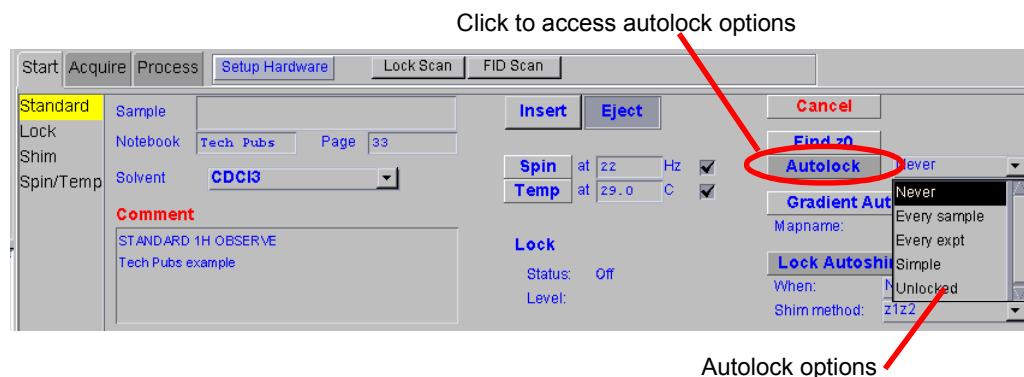 Click to access autolock options
Start Acquire Process Setup Hardware Lock Scan FID Scan
Standard
Lock
Shim
Spin/Temp
Sample
Notebook Tech Pubs Page 33
Solvent CDCl3
Comment
STANDARD 1H OBSERVE
Tech Pubs example
Insert Eject
Spin at 22 Hz
Temp at 29.0 C
Lock
Status: Off
Level:
Cancel
Find z0
Autolock Never
Never
Every sample
Every expt
Simple
Unlocked
Gradient Aut
Mapname:
Lock Autoshi
When: N
Shim method: z1z2
Autolock options